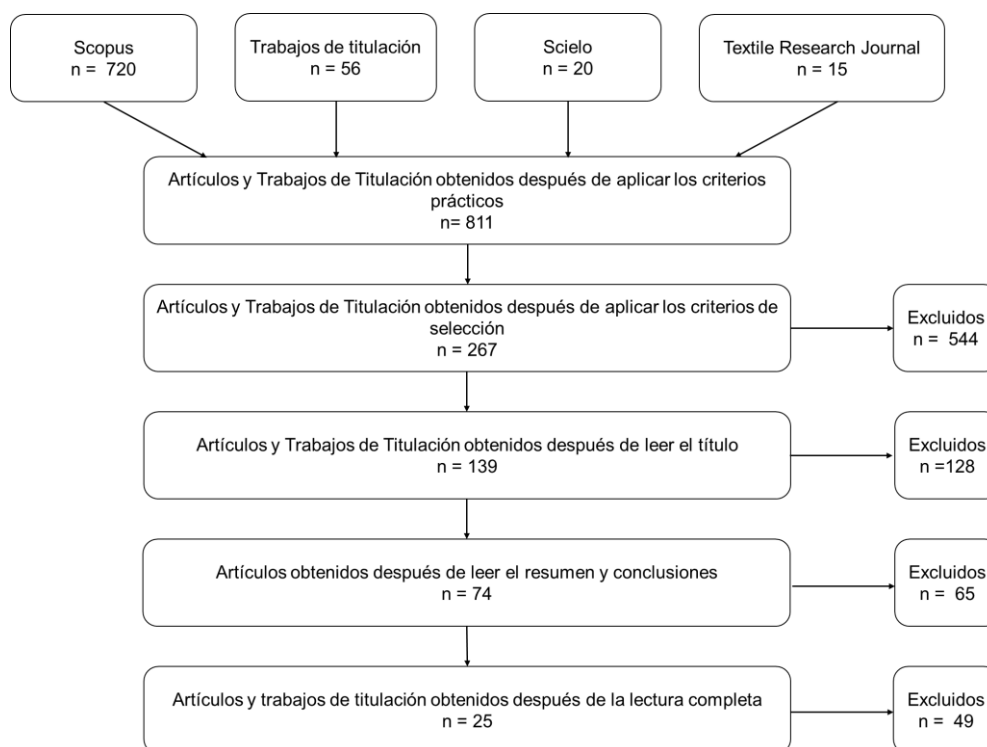 Scopus
n = 720
Trabajos de titulación
n = 56
Scielo
n = 20
Textile Research Journal
n = 15
Artículos y Trabajos de Titulación obtenidos después de aplicar los criterios
prácticos
n= 811
Artículos y Trabajos de Titulación obtenidos después de aplicar los criterios de
selección
n = 267
Excluidos
n = 544
Artículos y Trabajos de Titulación obtenidos después de leer el título
n = 139
Excluidos
n =128
Artículos obtenidos después de leer el resumen y conclusiones
n = 74
Excluidos
n = 65
Artículos y trabajos de titulación obtenidos después de la lectura completa
n = 25
Excluidos
n = 49